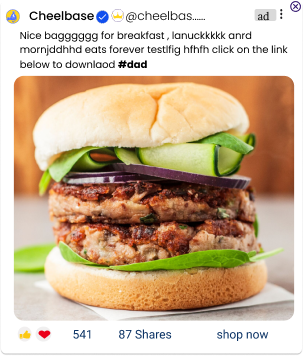 Cheelbase @cheelbas...... ad
Nice bagggggg for breakfast , lanuckkkkk anrd
mornjddhhd eats forever testlfig hfhfh click on the link
below to downlaod #dad
541 87 Shares shop now